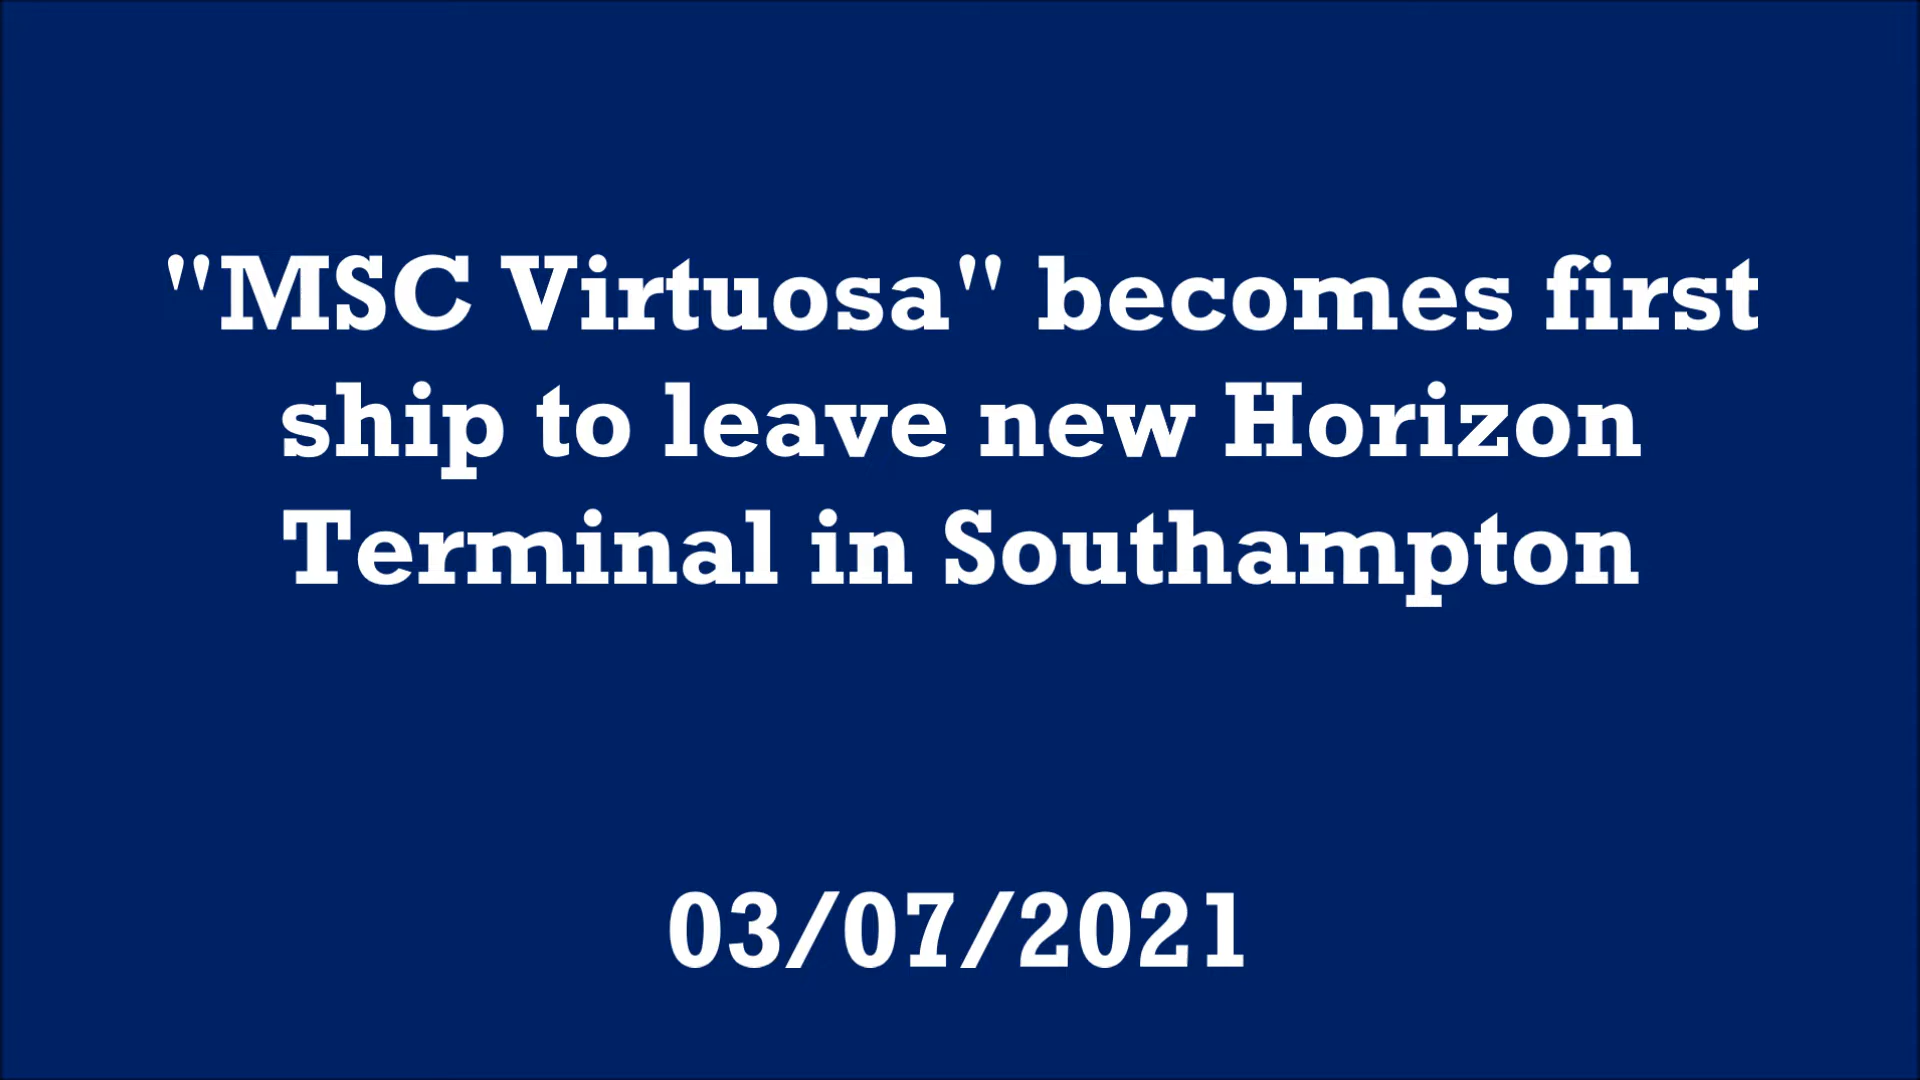 "MSC Virtuosa" becomes first
ship to leave new Horizon
Terminal in Southampton
03/07/2021